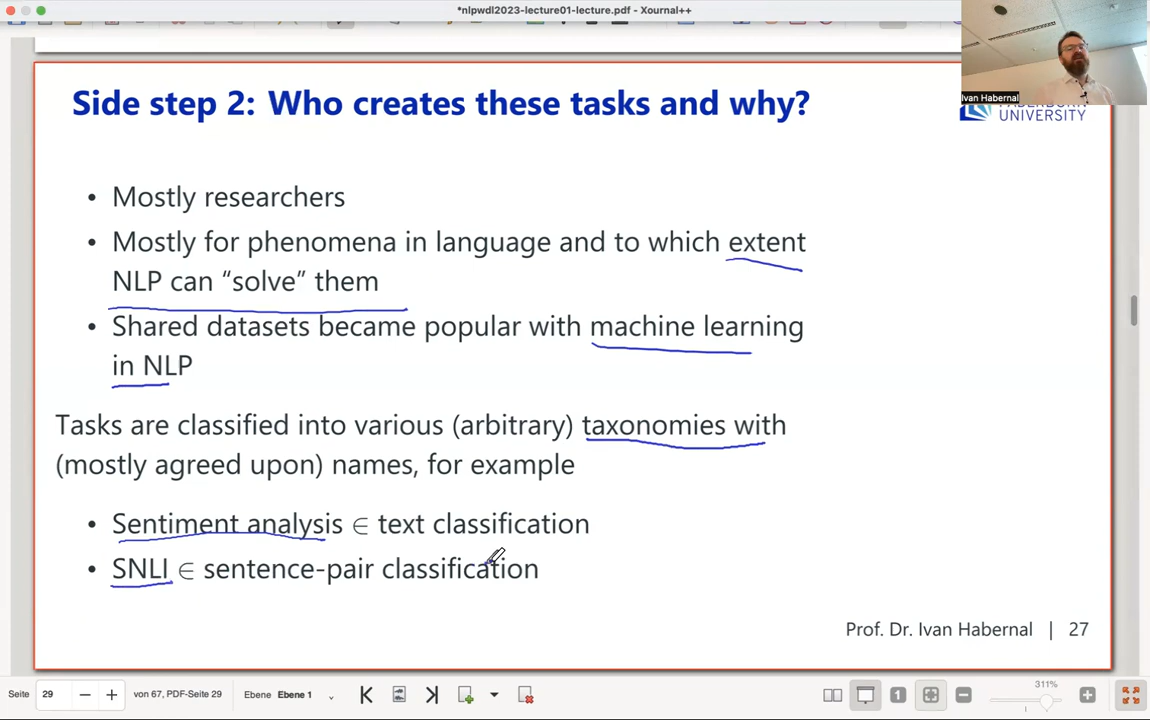 *nlpwdl2023-lecture01-lecture.pdf - Xournal++
Ivan Habernal
Side step 2: Who creates these tasks and why?
UNIVERSITY
• Mostly researchers
• Mostly for phenomena in language and to which extent
NLP can “solve” them
• Shared datasets became popular with machine learning
in NLP
Tasks are classified into various (arbitrary) taxonomies with
(mostly agreed upon) names, for example
• Sentiment analysis ∈ text classification
• SNLI ∈ sentence-pair classification
Prof. Dr. Ivan Habernal | 27
Seite 29 von 67, PDF-Seite 29 Ebene Ebene 1 1 311%